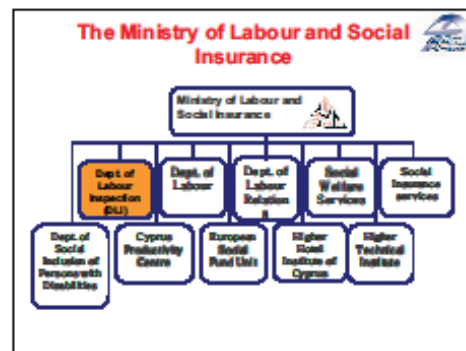 The Ministry of Labour and Social
Insurance
Ministry of Labour and
Social Insurance
Dept. of
Labour
Inspection
(DLI)
Dept. of
Labour
Dept. of
Labour
Relation
s
Social
Welfare
Services
Social
Insurance
services
Dept. of
Social
Inclusion of
Persons with
Disabilities
Cyprus
Productivity
Centre
European
Social
Fund Unit
Higher
Hotel
Institute of
Cyprus
Higher
Technical
Institute